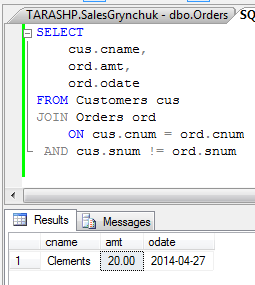 TARASHP.SalesGrynchuk - dbo.Orders
SELECT
cus.cname,
ord.amt,
ord.odate
FROM Customers cus
JOIN Orders ord
ON cus.cnum = ord.cnum
AND cus.snum != ord.snum
Results Messages
cname amt odate
1 Clements 20.00 2014-04-27